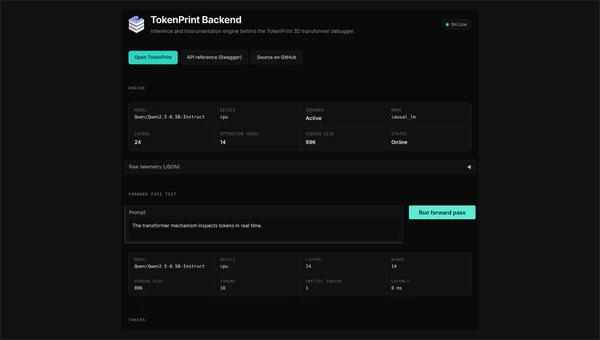 TokenPrint Backend
Inference and instrumentation engine behind the TokenPrint 3D transformer debugger.
Online
Open TokenPrint
API reference (Swagger)
Source on GitHub
ENGINE
MODEL DEVICE MODE
Qwen/Qwen2.5-0.5B-Instruct cpu Active causal_lm
LAYERS ATTENTION HEADS HIDDEN SIZE STATUS
24 14 896 Online
Raw telemetry (JSON)
FORWARD PASS TEST
Prompt
The transformer mechanism inspects tokens in real time.
Run forward pass
MODEL DEVICE LAYERS HEADS
Qwen/Qwen2.5-0.5B-Instruct cpu 24 14
HIDDEN SIZE TOKENS SPECIAL TOKENS LATENCY
896 10 1 0 ms
TOKENS